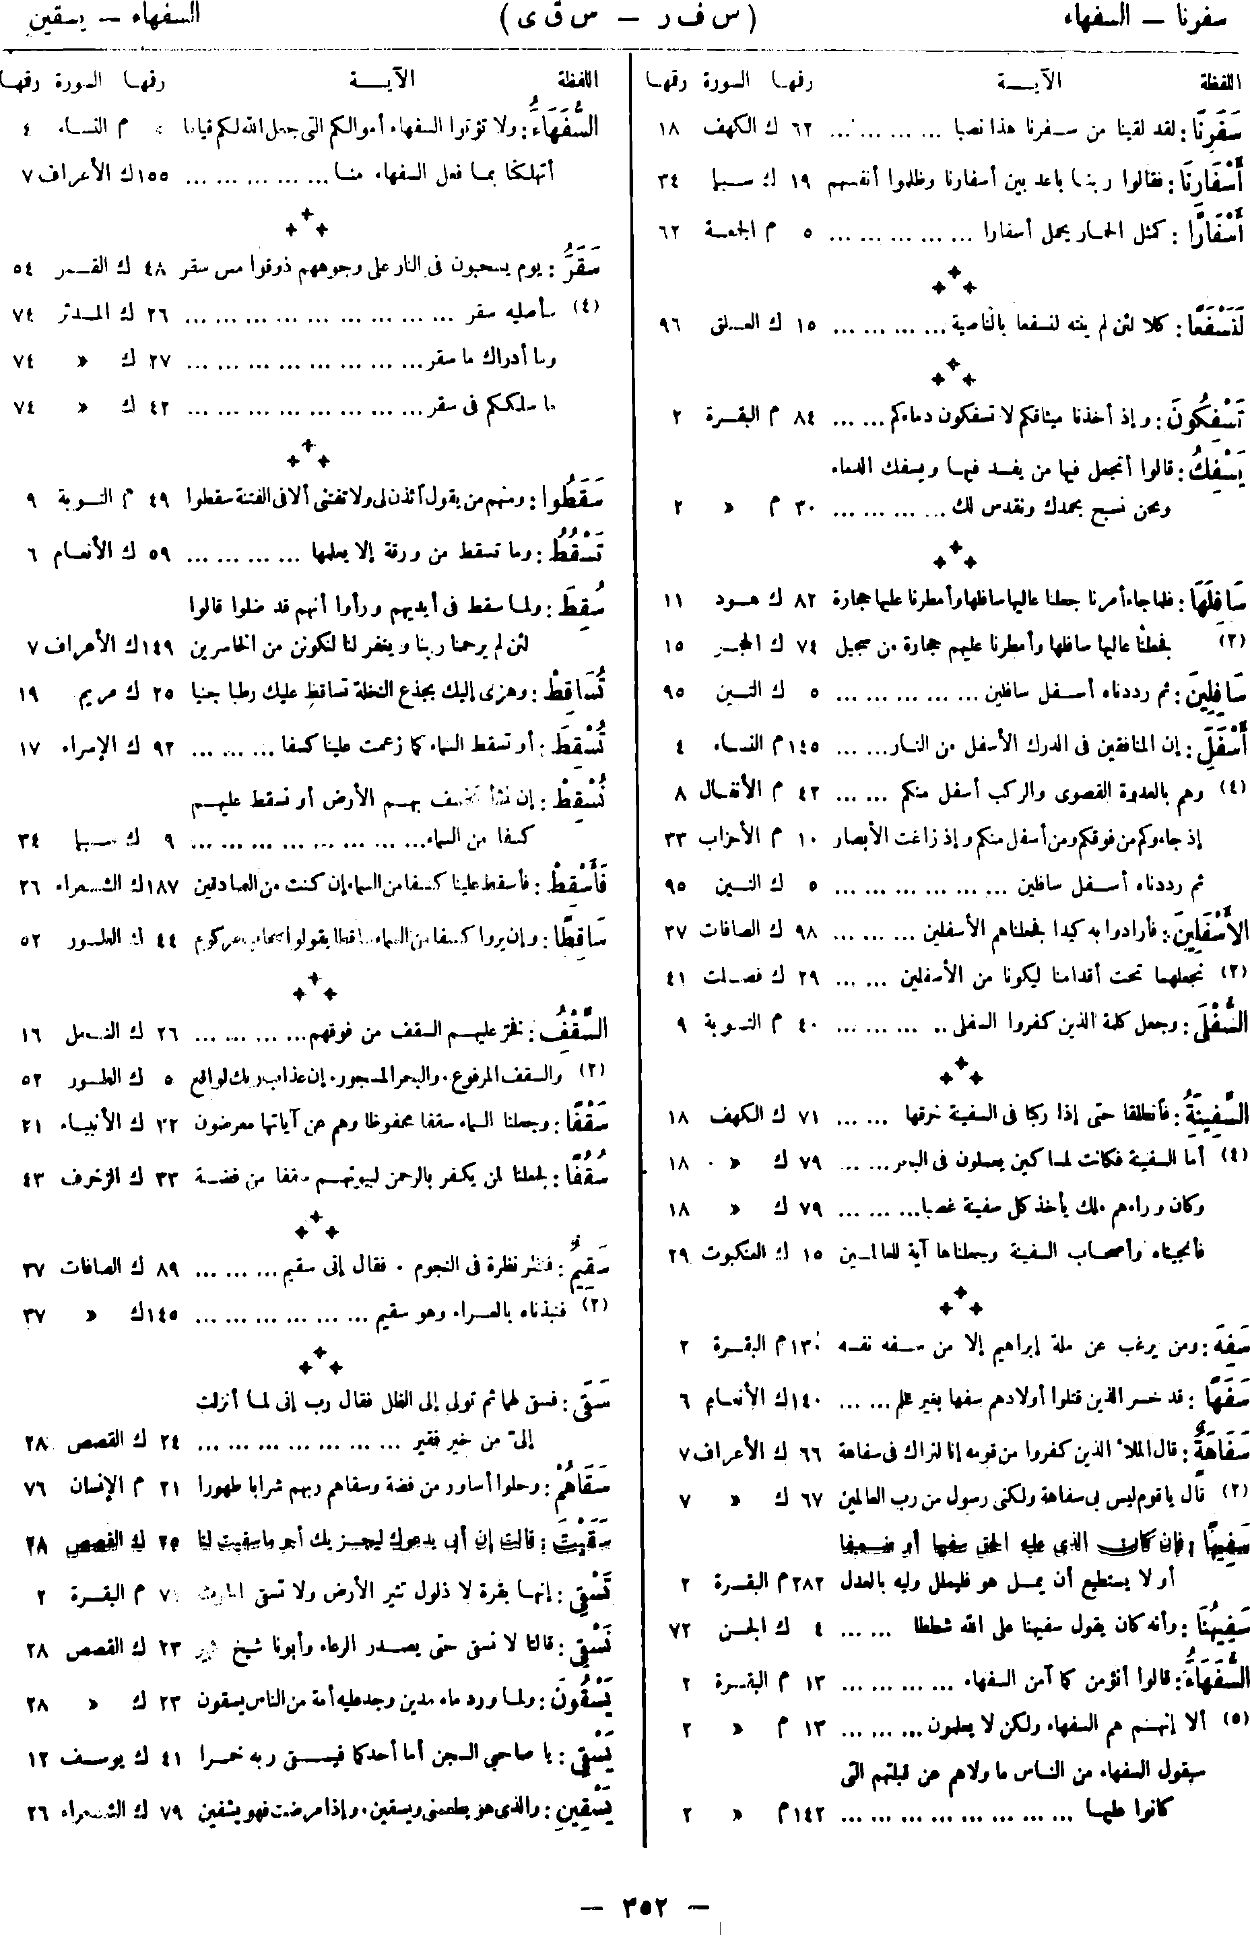 سفرنا — السفهاء
(س ف ر — س ق ى)
السفهاء — يسقين
اللفظة الآيـــة رقمها السورة رقمها
سَفَرِنَا : لقد لقينا من سفرنا هذا نصبا ... ... ... ... ٦٢ ك الكهف ١٨
أَسْفَارِنَا : فقالوا ربنا باعد بين أسفارنا وظلموا أنفسهم ١٩ ك سبإ ٣٤
أَسْفَارًا : كمثل الحمار يحمل أسفارا ... ... ... ... ... ٥ م الجمعة ٦٢
لَنَسْفَعًا : كلا لئن لم ينته لنسفعا بالناصية ... ... ... ... ١٥ ك العلق ٩٦
تَسْفِكُونَ : و إذ أخذنا ميثاقكم لا تسفكون دماءكم ... ... ٨٤ م البقرة ٢
يَسْفِكُ : قالوا أتجعل فيها من يفسد فيها ويسفك الدماء
ونحن نسبح بحمدك ونقدس لك ... ... ... ... ٣٠ م » ٢
سَافِلَهَا : فلما جاء أمرنا جعلنا عاليها سافلها وأمطرنا عليها حجارة ٨٢ ك هود ١١
(٢) فجعلنا عاليها سافلها وأمطرنا عليهم حجارة من سجيل ٧٤ ك الحجر ١٥
سَافِلِينَ : ثم رددناه أسفل سافلين ... ... ... ... ... ٥ ك التين ٩٥
أَسْفَلَ : إن المنافقين فى الدرك الأسفل من النار ... ... ١٤٥ م النساء ٤
(٤) وهم بالعدوة القصوى والركب أسفل منكم ... ... ٤٢ م الأنفال ٨
إذ جاءوكم من فوقكم ومن أسفل منكم و إذ زاغت الأبصار ١٠ م الأحزاب ٣٣
ثم رددناه أسفل سافلين ... ... ... ... ... ... ٥ ك التين ٩٥
الأَسْفَلِينَ : فأرادوا به كيدا فجعلناهم الأسفلين ... ... ... ٩٨ ك الصافات ٣٧
(٢) نجعلهما تحت أقدامنا ليكونا من الأسفلين ... ... ٢٩ ك فصلت ٤١
السُّفْلَى : وجعل كلمة الذين كفروا السفلى .. ... ... ... ٤٠ م التوبة ٩
السَّفِينَةُ : فانطلقا حتى إذا ركبا فى السفينة خرقها ... ... ٧١ ك الكهف ١٨
(٤) أما السفينة فكانت لمساكين يعملون فى البحر ... ... ٧٩ ك » ١٨
وكان وراءهم ملك يأخذ كل سفينة غصبا ... ... ... ٧٩ ك » ١٨
فأنجيناه وأصحاب السفينة وجعلناها آية للعالمين ١٥ ك العنكبوت ٢٩
سَفِهَ : ومن يرغب عن ملة إبراهيم إلا من سفه نفسه ١٣٠ م البقرة ٢
سَفَهًا : قد خسر الذين قتلوا أولادهم سفها بغير علم ... ... ١٤٠ ك الأنعام ٦
سَفَاهَةٌ : قال الملأ الذين كفروا من قومه إنا لنراك فى سفاهة ٦٦ ك الأعراف ٧
(٢) قال يا قوم ليس بى سفاهة ولكنى رسول من رب العالمين ٦٧ ك » ٧
سَفِيهًا : فإن كان الذى عليه الحق سفيها أو ضعيفا
أو لا يستطيع أن يمل هو فليملل وليه بالعدل ٢٨٢ م البقرة ٢
سَفِيهُنَا : وأنه كان يقول سفيهنا على الله شططا ... ... ٤ ك الجن ٧٢
السُّفَهَاءُ : قالوا أنؤمن كما آمن السفهاء ... ... ... ... ١٣ م البقرة ٢
(٥) ألا إنهم هم السفهاء ولكن لا يعلمون ... ... ... ١٣ م » ٢
سيقول السفهاء من الناس ما ولاهم عن قبلتهم التى
كانوا عليها ... ... ... ... ... ... ... ... ١٤٢ م » ٢
اللفظة الآيـــة رقمها السورة رقمها
السُّفَهَاءَ : ولا تؤتوا السفهاء أموالكم التى جعل الله لكم قياما ٥ م النساء ٤
أتهلكنا بما فعل السفهاء منا ... ... ... ... ... ١٥٥ ك الأعراف ٧
سَقَرُ : يوم يسحبون فى النار على وجوههم ذوقوا مس سقر ٤٨ ك القمر ٥٤
(٤) سأصليه سقر ... ... ... ... ... ... ... ... ... ٢٦ ك المدثر ٧٤
وما أدراك ما سقر ... ... ... ... ... ... ... ... ٢٧ ك » ٧٤
ما سلككم فى سقر ... ... ... ... ... ... ... ... ٤٢ ك » ٧٤
سَقَطُوا : ومنهم من يقول ائذن لى ولا تفتنى ألا فى الفتنة سقطوا ٤٩ م التوبة ٩
تَسْقُطُ : وما تسقط من ورقة إلا يعلمها ... ... ... ... ٥٩ ك الأنعام ٦
سُقِطَ : ولما سقط فى أيديهم و رأوا أنهم قد ضلوا قالوا
لئن لم يرحمنا ربنا و يغفر لنا لنكونن من الخاسرين ١٤٩ ك الأعراف ٧
تُسَاقِطْ : وهزى إليك بجذع النخلة تساقط عليك رطبا جنيا ٢٥ ك مريم ١٩
تُسْقِطَ : أو تسقط السماء كما زعمت علينا كسفا ... ... ... ٩٢ ك الإسراء ١٧
نُسْقِطْ : إن نشأ نخسف بهم الأرض أو نسقط عليهم
كسفا من السماء ... ... ... ... ... ... ... ... ٩ ك سبإ ٣٤
فَأَسْقِطْ : فأسقط علينا كسفا من السماء إن كنت من الصادقين ١٨٧ ك الشعراء ٢٦
سَاقِطًا : و إن يروا كسفا من السماء ساقطا يقولوا سحاب مركوم ٤٤ ك الطور ٥٢
السَّقْفُ : فخر عليهم السقف من فوقهم ... ... ... ... ٢٦ ك النحل ١٦
(٢) والسقف المرفوع . والبحر المسجور . إن عذاب ربك لواقع ٥ ك الطور ٥٢
سَقْفًا : وجعلنا السماء سقفا محفوظا وهم عن آياتها معرضون ٣٢ ك الأنبياء ٢١
سُقُفًا : لجعلنا لمن يكفر بالرحمن لبيوتهم سقفا من فضة ٣٣ ك الزخرف ٤٣
سَقِيمٌ : فنظر نظرة فى النجوم . فقال إنى سقيم ... ... ... ٨٩ ك الصافات ٣٧
(٢) فنبذناه بالعراء وهو سقيم ... ... ... ... ... ... ١٤٥ ك » ٣٧
سَقَى : فسقى لهما ثم تولى إلى الظل فقال رب إنى لما أنزلت
إلىّ من خير فقير ... ... ... ... ... ... ... ٢٤ ك القصص ٢٨
سَقَاهُمْ : وحلوا أساور من فضة وسقاهم ربهم شرابا طهورا ٢١ م الإنسان ٧٦
سَقَيْتَ : قالت إن أبى يدعوك ليجزيك أجر ما سقيت لنا ٢٥ ك القصص ٢٨
تَسْقِى : إنها بقرة لا ذلول تثير الأرض ولا تسقى الحرث ٧١ م البقرة ٢
نَسْقِى : قالتا لا نسقى حتى يصدر الرعاء وأبونا شيخ كبير ٢٣ ك القصص ٢٨
يَسْقُونَ : ولما ورد ماء مدين وجد عليه أمة من الناس يسقون ٢٣ ك » ٢٨
يَسْقِى : يا صاحبى السجن أما أحدكما فيسقى ربه خمرا ٤١ ك يوسف ١٢
يَسْقِينِ : والذى هو يطعمنى ويسقين . و إذا مرضت فهو يشفين ٧٩ ك الشعراء ٢٦
— ٣٥٢ —